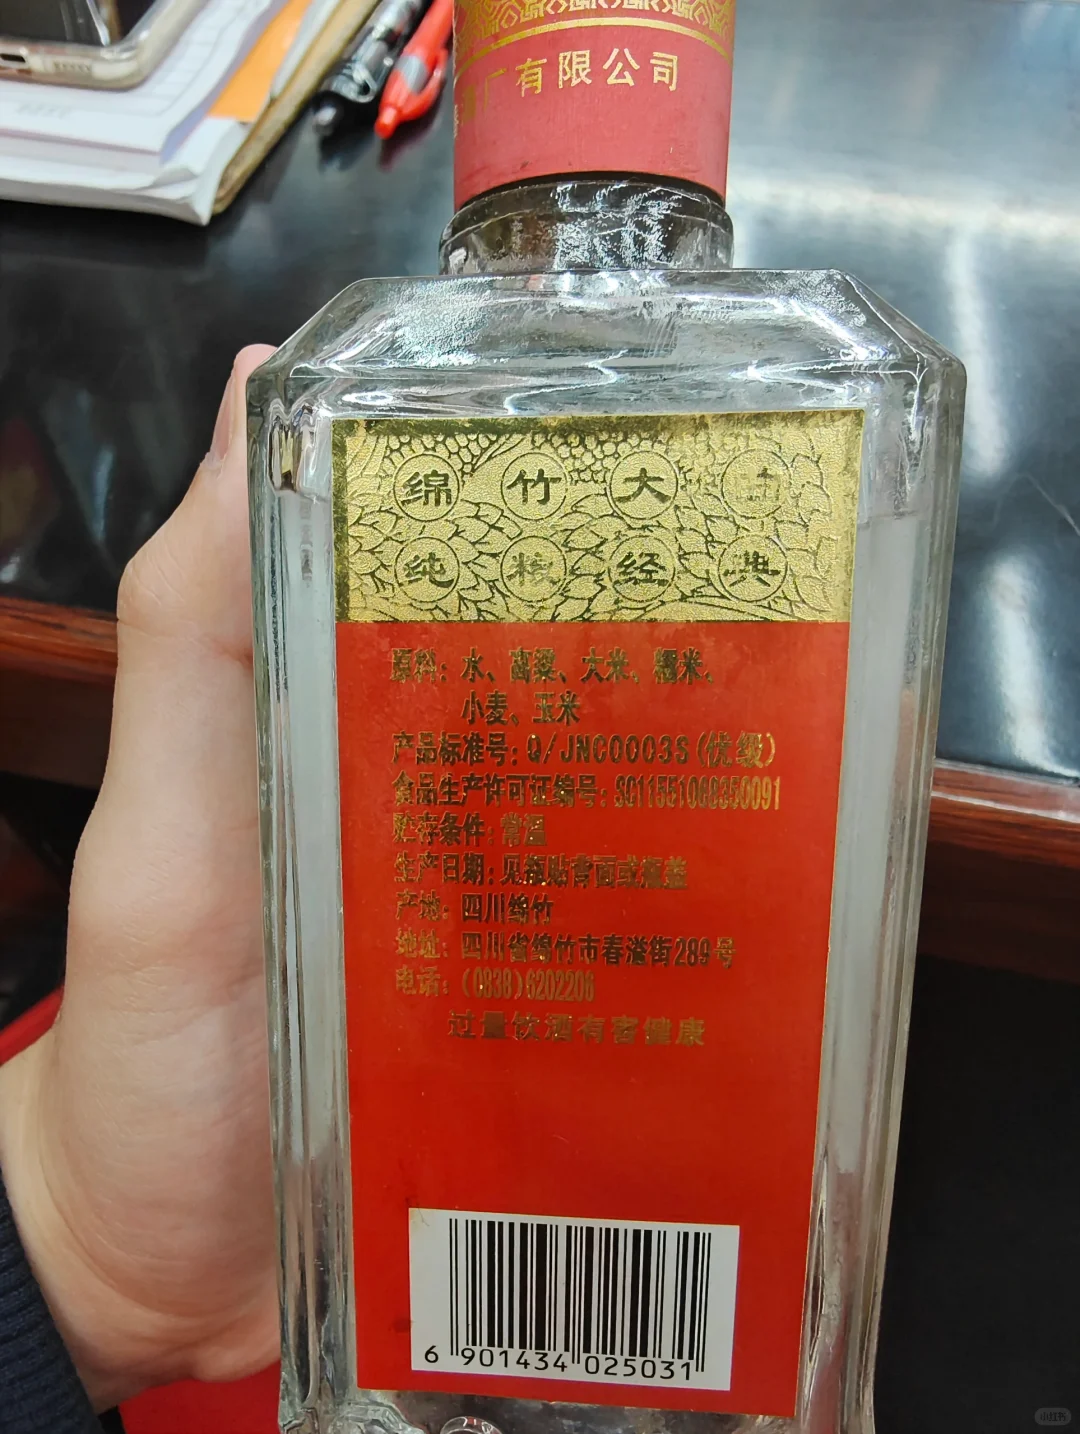 厂有限公司
绵竹大曲
纯粮经典
原料：水、高粱、大米、糯米、
小麦、玉米
产品标准号：Q/JNC0003S(优级)
食品生产许可证编号：SC11551068350091
贮存条件：常温
生产日期：见瓶贴背面或瓶盖
产地：四川绵竹
地址：四川省绵竹市春溢街289号
电话：(0838)6202206
过量饮酒有害健康
6 901434 025031
小红书